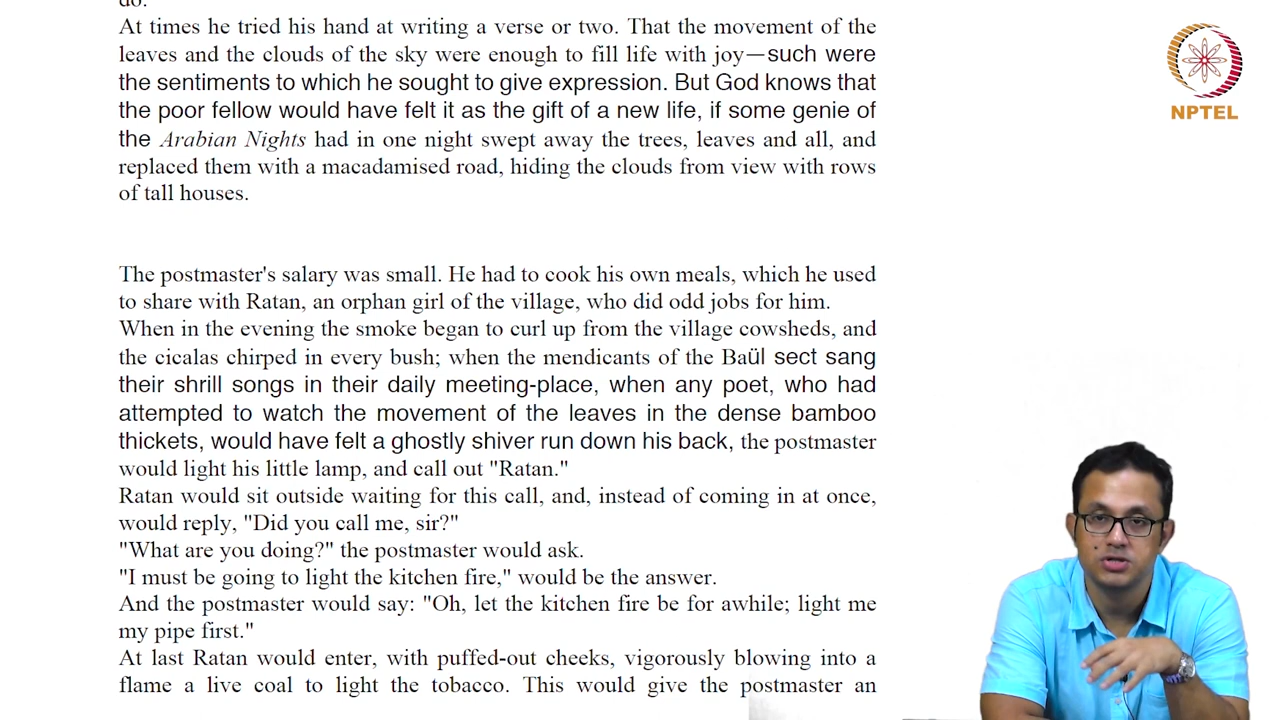 do.
At times he tried his hand at writing a verse or two. That the movement of the
leaves and the clouds of the sky were enough to fill life with joy—such were
the sentiments to which he sought to give expression. But God knows that
the poor fellow would have felt it as the gift of a new life, if some genie of
the Arabian Nights had in one night swept away the trees, leaves and all, and
replaced them with a macadamised road, hiding the clouds from view with rows
of tall houses.
The postmaster's salary was small. He had to cook his own meals, which he used
to share with Ratan, an orphan girl of the village, who did odd jobs for him.
When in the evening the smoke began to curl up from the village cowsheds, and
the cicalas chirped in every bush; when the mendicants of the Baül sect sang
their shrill songs in their daily meeting-place, when any poet, who had
attempted to watch the movement of the leaves in the dense bamboo
thickets, would have felt a ghostly shiver run down his back, the postmaster
would light his little lamp, and call out "Ratan."
Ratan would sit outside waiting for this call, and, instead of coming in at once,
would reply, "Did you call me, sir?"
"What are you doing?" the postmaster would ask.
"I must be going to light the kitchen fire," would be the answer.
And the postmaster would say: "Oh, let the kitchen fire be for awhile; light me
my pipe first."
At last Ratan would enter, with puffed-out cheeks, vigorously blowing into a
flame a live coal to light the tobacco. This would give the postmaster an
NPTEL